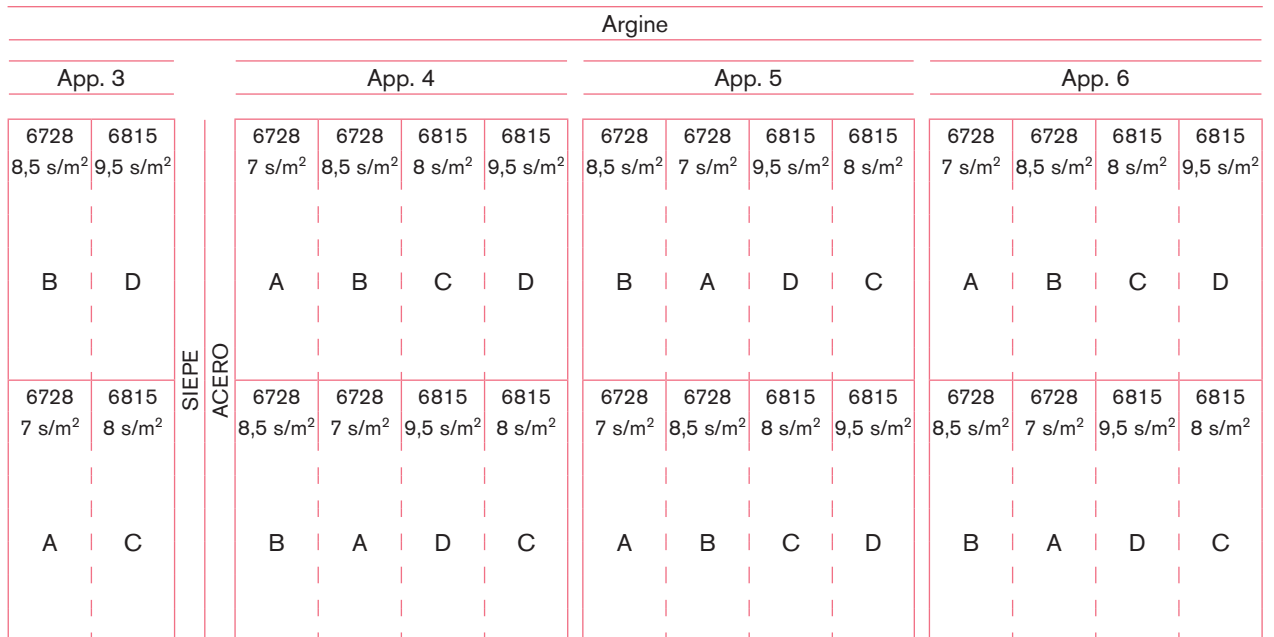 Argine
App. 3 App. 4 App. 5 App. 6
6728 6815 6728 6728 6815 6815 6728 6728 6815 6815 6728 6728 6815 6815
8,5 s/m² 9,5 s/m² 7 s/m² 8,5 s/m² 8 s/m² 9,5 s/m² 8,5 s/m² 7 s/m² 9,5 s/m² 8 s/m² 7 s/m² 8,5 s/m² 8 s/m² 9,5 s/m²
B D A B C D B A D C A B C D
SIEPE
ACERO
6728 6815 6728 6728 6815 6815 6728 6728 6815 6815 6728 6728 6815 6815
7 s/m² 8 s/m² 8,5 s/m² 7 s/m² 9,5 s/m² 8 s/m² 7 s/m² 8,5 s/m² 8 s/m² 9,5 s/m² 8,5 s/m² 7 s/m² 9,5 s/m² 8 s/m²
A C B A D C A B C D B A D C